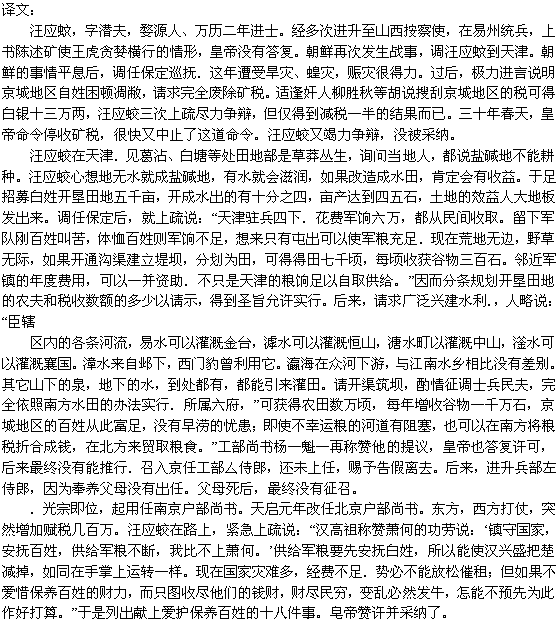 译文：
汪应蚊，字潜夫，婺源人、万历二年进士。经多次进升至山西按察使，在易州统兵，上
书陈述矿使王虎贪婪横行的情形，皇帝没有答复。朝鲜再次发生战事，调汪应蚊到天津。朝
鲜的事情平息后，调任保定巡抚．这年遭受旱灾、蝗灾，赈灾很得力。过后，极力进言说明
京城地区自姓困顿凋敝，请求完全废除矿税。适逢奸人柳胜秋等胡说搜刮京城地区的税可得
白银十三万两，汪应蛟三次上疏尽力争辩，但仅得到减税一半的结果而已。三十年春天，皇
帝命令停收矿税，很快又中止了这道命令。汪应蛟又竭力争辩，没被采纳。
汪应蛟在天津．见葛沽、白塘等处田地部是草莽丛生，询问当地人，都说盐碱地不能耕
种。汪应蛟心想地无水就成盐碱地，有水就会滋润，如果改造成水田，肯定会有收益。于足
招募白姓开垦田地五千亩，开成水出的有十分之四，亩产达到四五石，土地的效益人大地板
发出来。调任保定后，就上疏说：“天津驻兵四下．花费军饷六万，都从民间收取。留下军
队刚百姓叫苦，体恤百姓则军饷不足，想来只有屯出可以使军粮充足．现在荒地无边，野草
无际，如果开通沟渠建立堤坝，分划为田，可得得田七千顷，每顷收获谷物三百石。邻近军
镇的年度费用，可以一并资助．不只是天津的粮饷足以自取供给。”因而分条规划开垦田地
的农夫和税收数额的多少以请示，得到圣旨允许实行。后来，请求广泛兴建水利．，人略说：
“臣辖
区内的各条河流，易水可以灌溉金台，滹水可以灌溉恒山，溏水町以灌溉中山，滏水可
以灌溉襄国。漳水来自邺下，西门豹曾利用它。瀛海在众河下游，与江南水乡相比没有差别。
其它山下的泉，地下的水，到处都有，都能引来灌田。请开渠筑坝，酌情征调士兵民夫，完
全依照南方水田的办法实行．所属六府，”可获得农田数万顷，每年增收谷物一千万石，京
城地区的百姓从此富足，没有旱涝的忧患；即使不幸运粮的河道有阻塞，也可以在南方将粮
税折合成钱，在北方来贸取粮食。”工部尚书杨一魁一再称赞他的提议，皇帝也答复许可，
后来最终没有能推行．召入京任工部厶侍郎，还未上任，赐予告假离去。后来，进升兵部左
侍郎，因为奉养父母没有出任。父母死后，最终没有征召。
．光宗即位，起用任南京户部尚书。天启元年改任北京户部尚书。东方，西方打仗，突
然增加赋税几百万。汪应蛟在路上，紧急上疏说：“汉高祖称赞萧何的功劳说：‘镇守国家，
安抚百姓，供给军粮不断，我比不上萧何。’供给军粮要先安抚白姓，所以能使汉兴盛把楚
减掉，如同在手掌上运转一样。现在国家灾难多，经费不足．势必不能放松催租；但如果不
爱惜保养百姓的财力，而只图收尽他们的钱财，财尽民穷，变乱必然发牛，怎能不预先为此
作好打算。”于是列出献上爱护保养百姓的十八件事。皇帝赞许并采纳了。